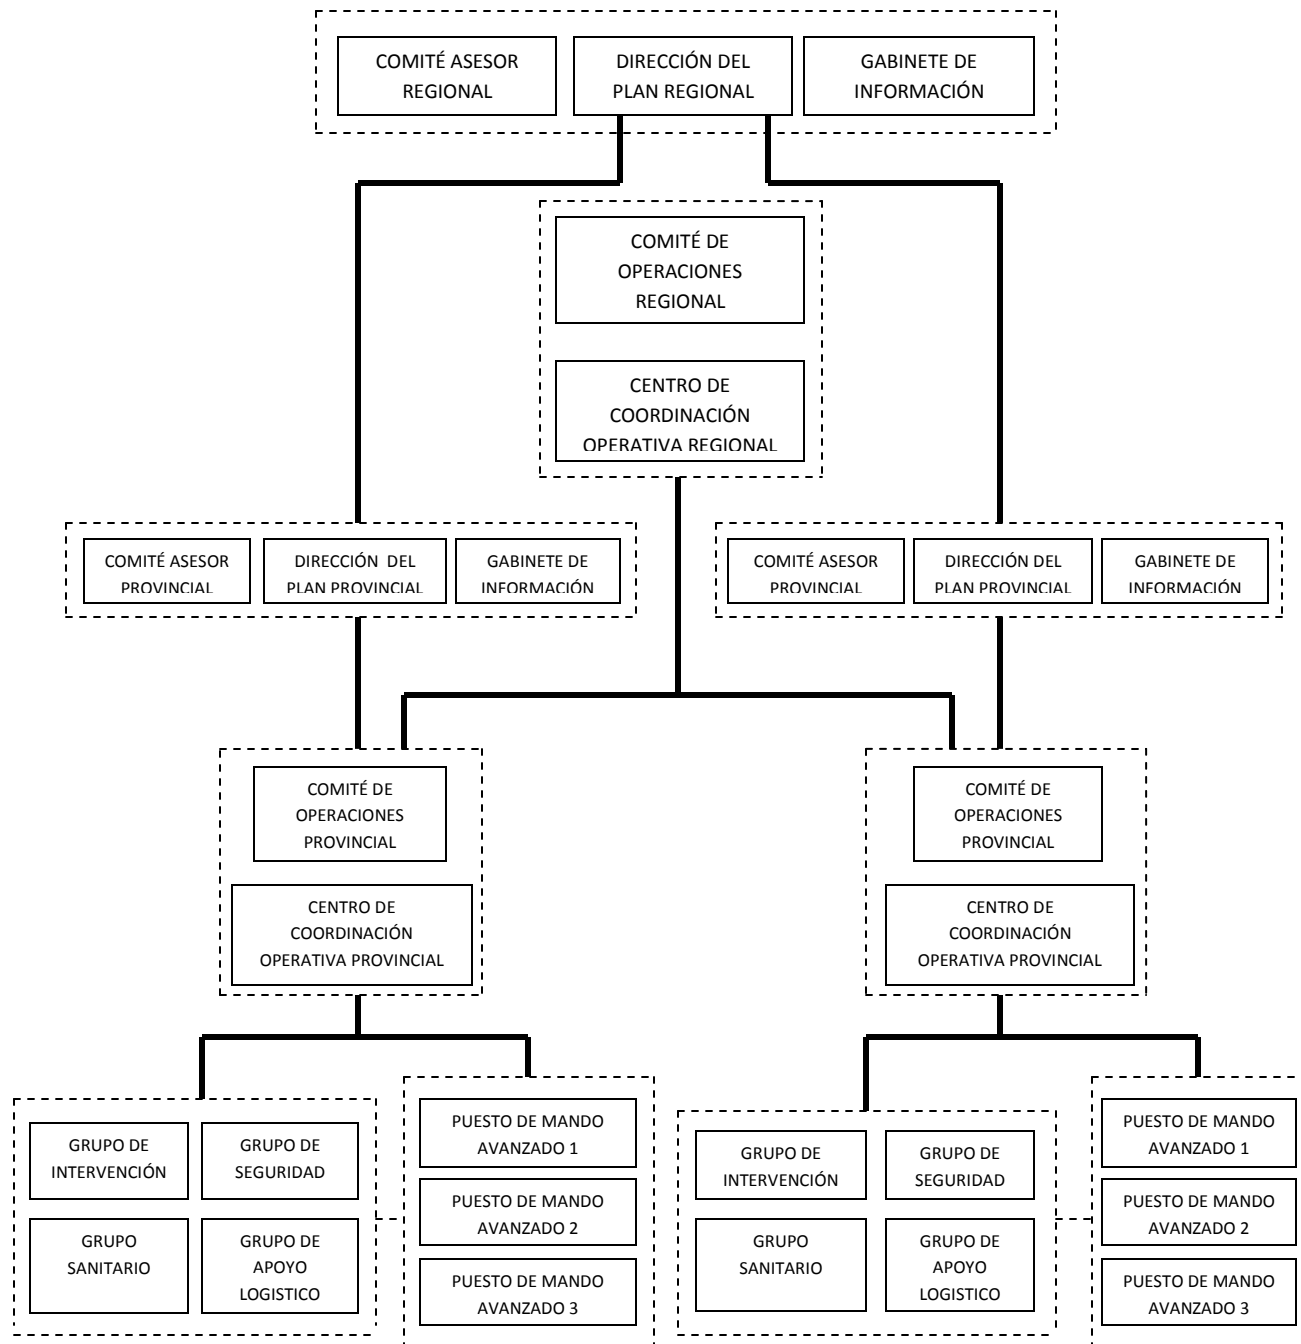 COMITÉ ASESOR
REGIONAL
DIRECCIÓN DEL
PLAN REGIONAL
GABINETE DE
INFORMACIÓN
COMITÉ DE
OPERACIONES
REGIONAL
CENTRO DE
COORDINACIÓN
OPERATIVA REGIONAL
COMITÉ ASESOR
PROVINCIAL
DIRECCIÓN DEL
PLAN PROVINCIAL
GABINETE DE
INFORMACIÓN
COMITÉ ASESOR
PROVINCIAL
DIRECCIÓN DEL
PLAN PROVINCIAL
GABINETE DE
INFORMACIÓN
COMITÉ DE
OPERACIONES
PROVINCIAL
COMITÉ DE
OPERACIONES
PROVINCIAL
CENTRO DE
COORDINACIÓN
OPERATIVA PROVINCIAL
CENTRO DE
COORDINACIÓN
OPERATIVA PROVINCIAL
GRUPO DE
INTERVENCIÓN
GRUPO DE
SEGURIDAD
GRUPO
SANITARIO
GRUPO DE
APOYO
LOGISTICO
PUESTO DE MANDO
AVANZADO 1
PUESTO DE MANDO
AVANZADO 2
PUESTO DE MANDO
AVANZADO 3
GRUPO DE
INTERVENCIÓN
GRUPO DE
SEGURIDAD
GRUPO
SANITARIO
GRUPO DE
APOYO
LOGISTICO
PUESTO DE MANDO
AVANZADO 1
PUESTO DE MANDO
AVANZADO 2
PUESTO DE MANDO
AVANZADO 3